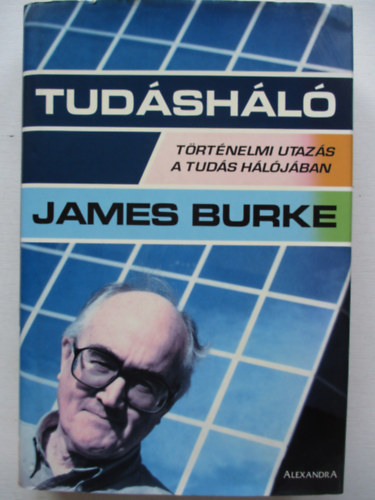 TUDÁSHÁLÓ
TÖRTÉNELMI UTAZÁS
A TUDÁS HÁLÓJÁBAN
JAMES BURKE
ALEXANDRA